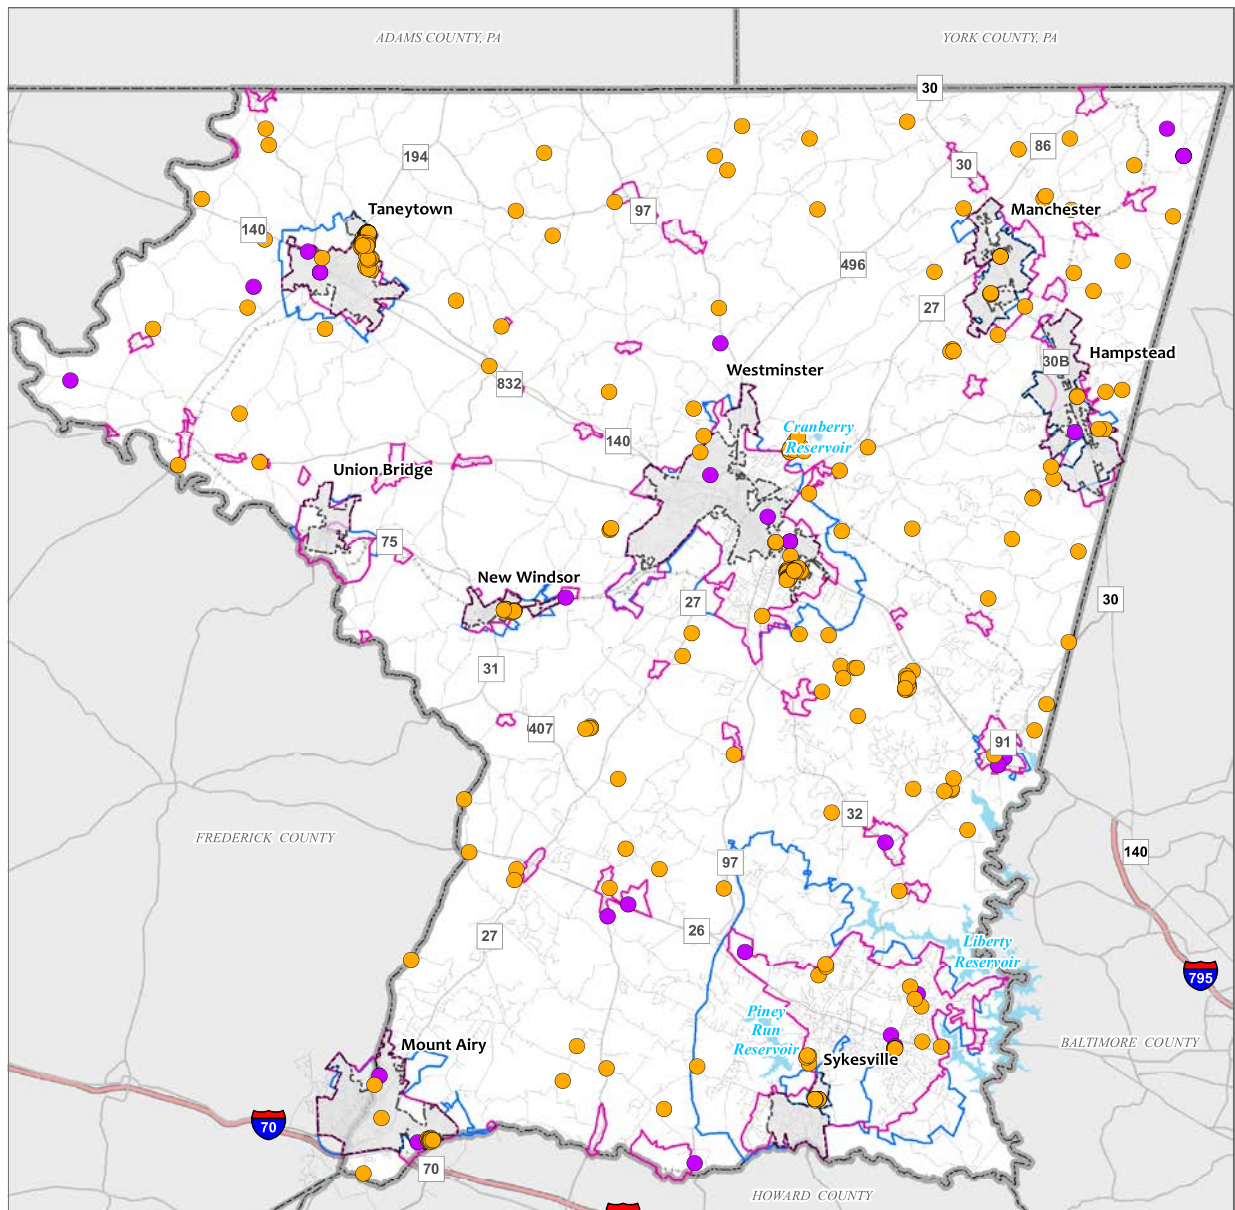 ADAMS COUNTY, PA
YORK COUNTY, PA
30
194
86
30
Taneytown
97
Manchester
140
496
27
Hampstead
30B
Westminster
832
Cranberry
Reservoir
140
Union Bridge
75
New Windsor
27
30
31
407
91
FREDERICK COUNTY
32
140
97
27
26
Liberty
Reservoir
795
Piney
Run
Reservoir
Mount Airy
BALTIMORE COUNTY
Sykesville
70
70
HOWARD COUNTY